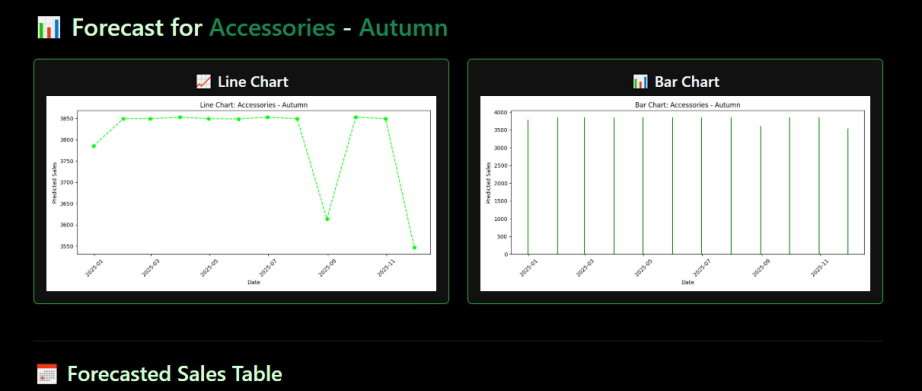 Forecast for Accessories - Autumn
Line Chart
Line Chart: Accessories - Autumn
3850
3800
3750
3700
3650
3600
3550
Predicted Sales
2025-01
2025-03
2025-05
2025-07
2025-09
2025-11
Date
Bar Chart
Bar Chart: Accessories - Autumn
4000
3500
3000
2500
2000
1500
1000
500
0
Predicted Sales
2025-01
2025-03
2025-05
2025-07
2025-09
2025-11
Date
Forecasted Sales Table